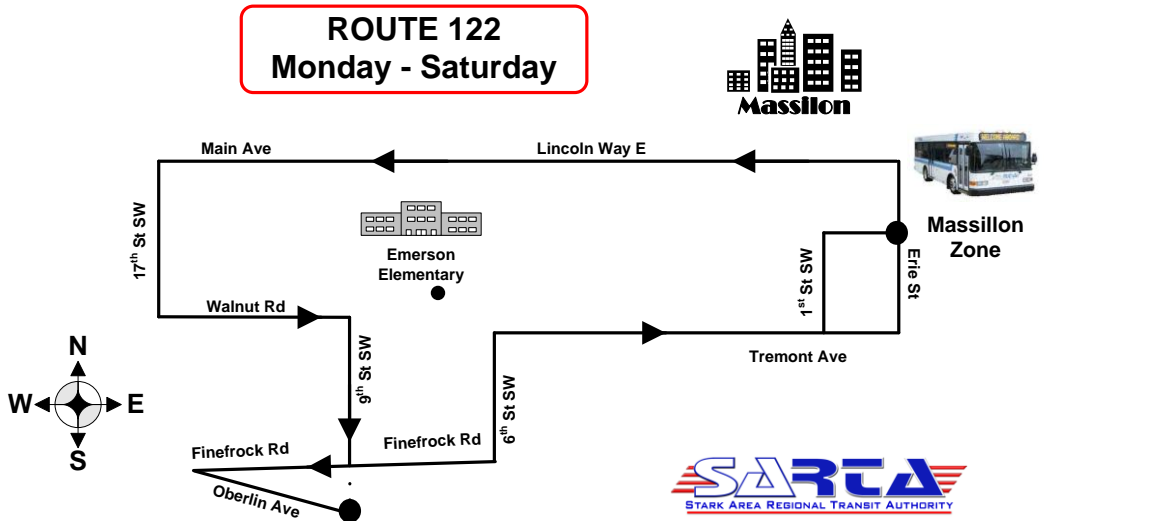 ROUTE 122
Monday - Saturday
Massilon
Main Ave
Lincoln Way E
17th St SW
Emerson
Elementary
Massillon
Zone
1st St SW
Erie St
Walnut Rd
Tremont Ave
9th St SW
6th St SW
N
W
E
S
Finefrock Rd
Finefrock Rd
Oberlin Ave
SARTA
STARK AREA REGIONAL TRANSIT AUTHORITY